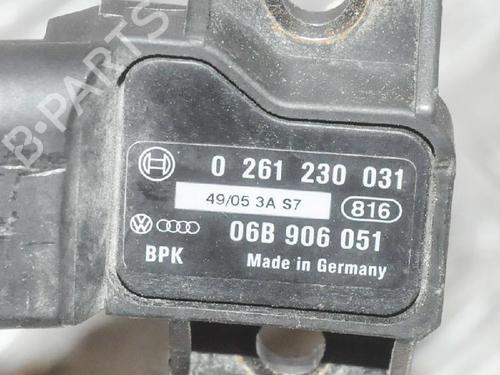 B-PARTS
0 261 230 031
49/05 3A S7
816
06B 906 051
BPK
Made in Germany